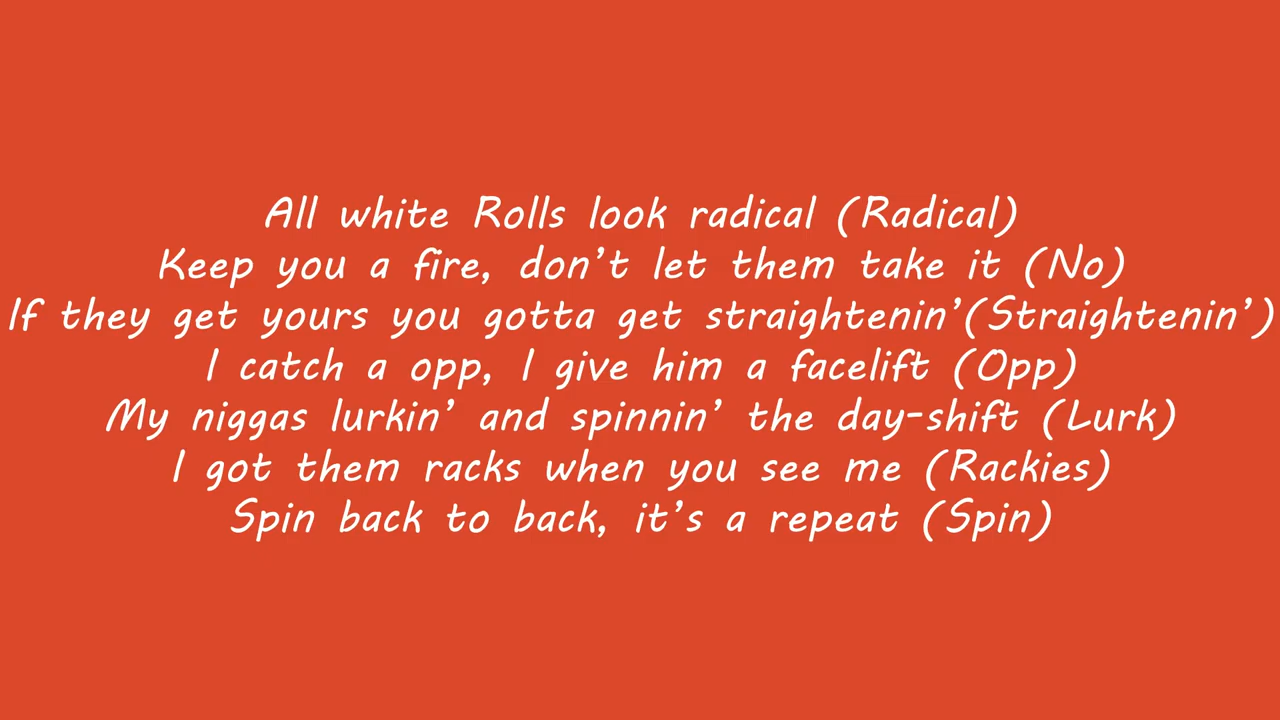 All white Rolls look radical (Radical)
Keep you a fire, don't let them take it (No)
If they get yours you gotta get straightenin'(Straightenin')
I catch a opp, I give him a facelift (Opp)
My niggas lurkin' and spinnin' the day-shift (Lurk)
I got them racks when you see me (Rackies)
Spin back to back, it's a repeat (Spin)